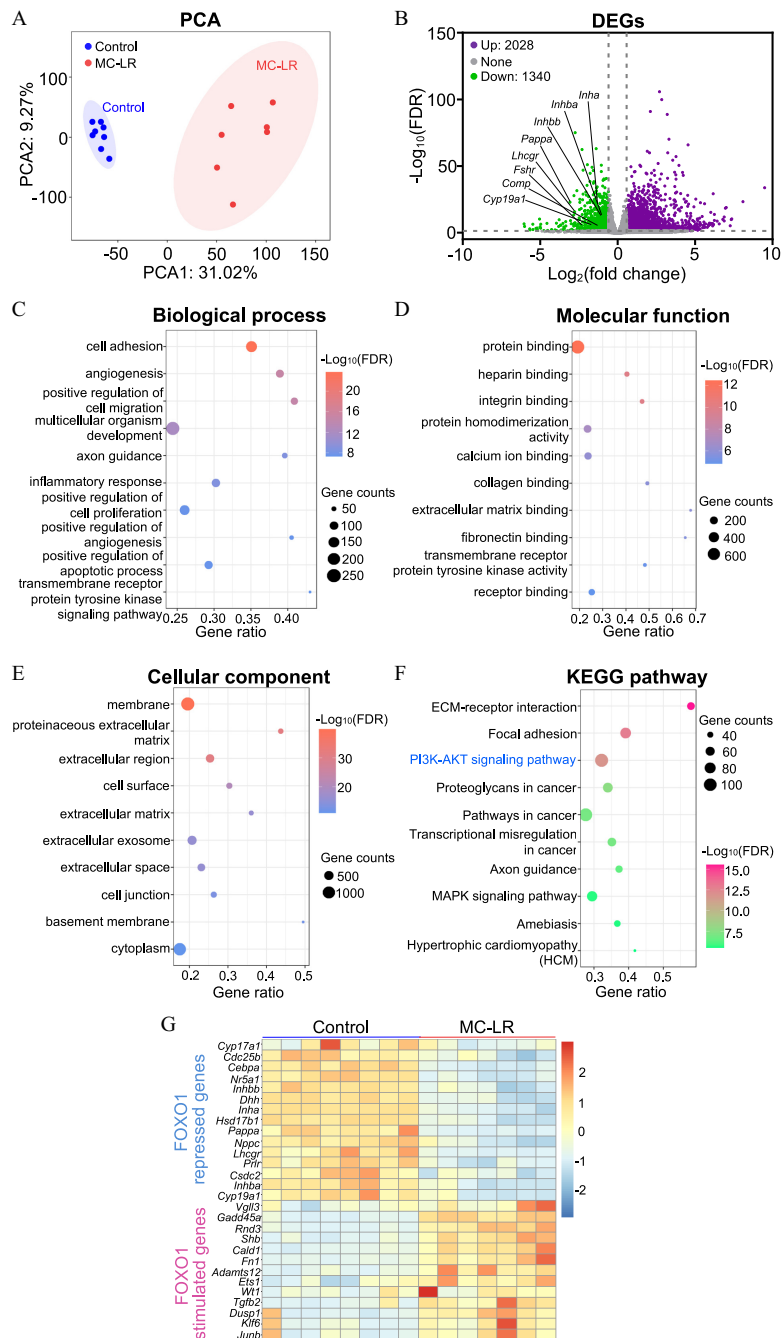 A
PCA
Control
MC-LR
MC-LR
Control
100
0
-100
PCA2: 9.27%
-50
0
50
100
150
PCA1: 31.02%
B
DEGs
150
100
50
0
-Log10(FDR)
Up: 2028
None
Down: 1340
Inha
Inhba
Inhbb
Pappa
Lhcgr
Fshr
Comp
Cyp19a1
-10
-5
0
5
10
Log2(fold change)
C
Biological process
cell adhesion
angiogenesis
positive regulation of
cell migration
multicellular organism
development
axon guidance
inflammatory response
positive regulation of
cell proliferation
positive regulation of
angiogenesis
positive regulation of
apoptotic process
transmembrane receptor
protein tyrosine kinase
signaling pathway
0.25
0.30
0.35
0.40
Gene ratio
-Log10(FDR)
20
16
12
8
Gene counts
50
100
150
200
250
D
Molecular function
protein binding
heparin binding
integrin binding
protein homodimerization
activity
calcium ion binding
collagen binding
extracellular matrix binding
fibronectin binding
transmembrane receptor
protein tyrosine kinase activity
receptor binding
0.2
0.3
0.4
0.5
0.6
0.7
Gene ratio
-Log10(FDR)
12
10
8
6
Gene counts
200
400
600
E
Cellular component
membrane
proteinaceous extracellular
matrix
extracellular region
cell surface
extracellular matrix
extracellular exosome
extracellular space
cell junction
basement membrane
cytoplasm
0.2
0.3
0.4
0.5
Gene ratio
-Log10(FDR)
30
20
Gene counts
500
1000
F
KEGG pathway
ECM-receptor interaction
Focal adhesion
PI3K-AKT signaling pathway
Proteoglycans in cancer
Pathways in cancer
Transcriptional misregulation
in cancer
Axon guidance
MAPK signaling pathway
Amebiasis
Hypertrophic cardiomyopathy
(HCM)
0.3
0.4
0.5
Gene ratio
Gene counts
40
60
80
100
-Log10(FDR)
15.0
12.5
10.0
7.5
G
Control
MC-LR
FOXO1
repressed genes
Cyp17a1
Cdc25b
Cebpa
Nr5a1
Inhbb
Dhh
Inha
Hsd17b1
Pappa
Nppc
Lhcgr
Prlr
Csdc2
Inhba
Cyp19a1
FOXO1
stimulated genes
Vgll3
Gadd45a
Rnd3
Shb
Cald1
Fn1
Adamts12
Ets1
Wt1
Tgfb2
Dusp1
Klf6
Junb
2
1
0
-1
-2